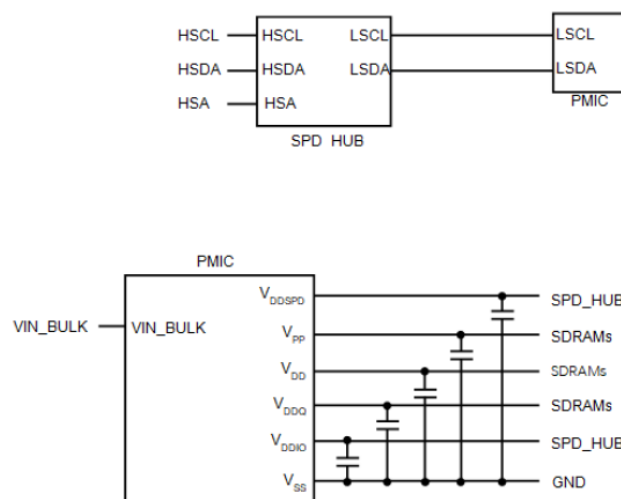 HSCL HSCL LSCL LSCL
HSDA HSDA LSDA LSDA
HSA HSA PMIC
SPD HUB
PMIC
VDDSPD SPD_HUB
VIN_BULK VIN_BULK VPP SDRAMs
VDD SDRAMs
VDDQ SDRAMs
VDDIO SPD_HUB
VSS GND